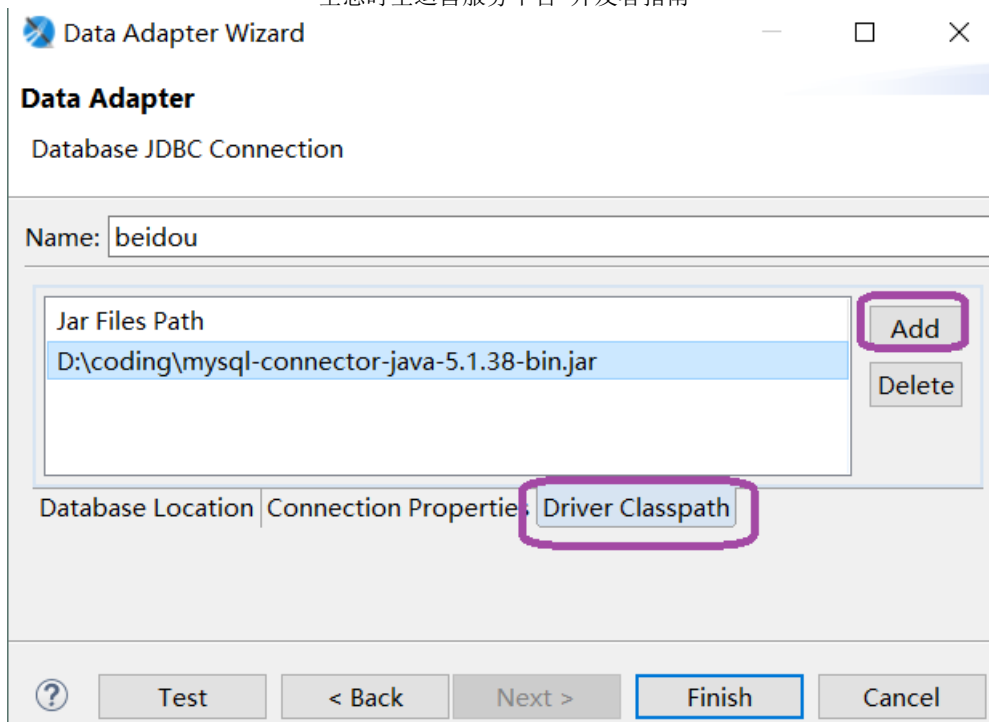 Data Adapter Wizard
Data Adapter
Database JDBC Connection
Name: beidou
Jar Files Path
D:\coding\mysql-connector-java-5.1.38-bin.jar
Add
Delete
Database Location Connection Properties Driver Classpath
? Test < Back Next > Finish Cancel